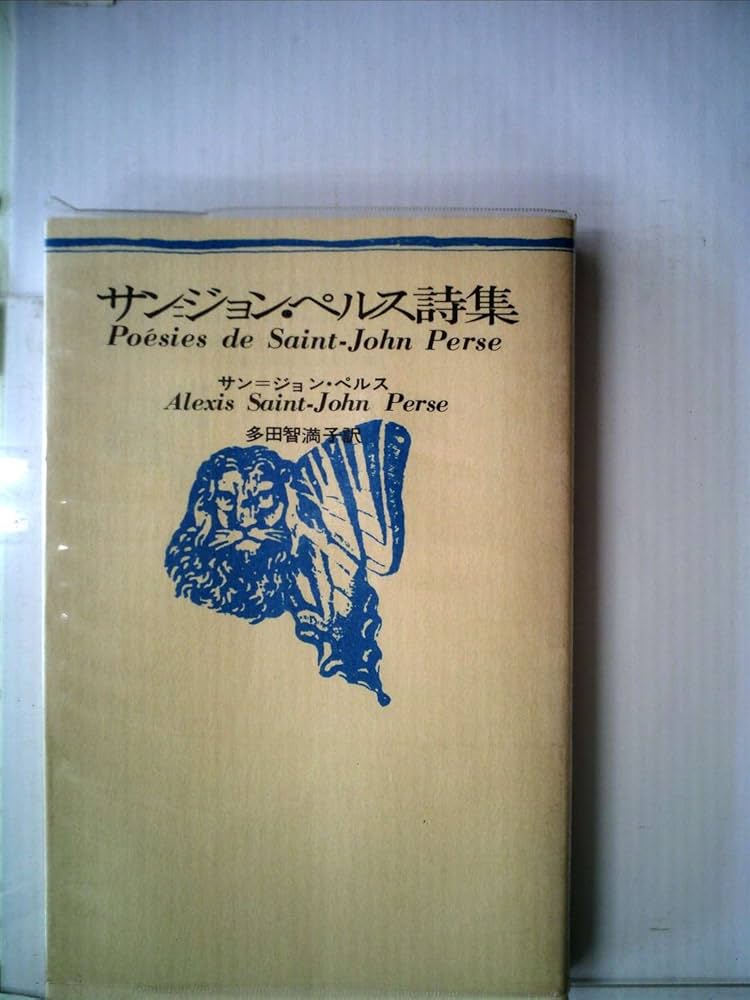 サン=ジョン・ペルス詩集
Poésies de Saint-John Perse
サン＝ジョン・ペルス
Alexis Saint-John Perse
多田智満子訳